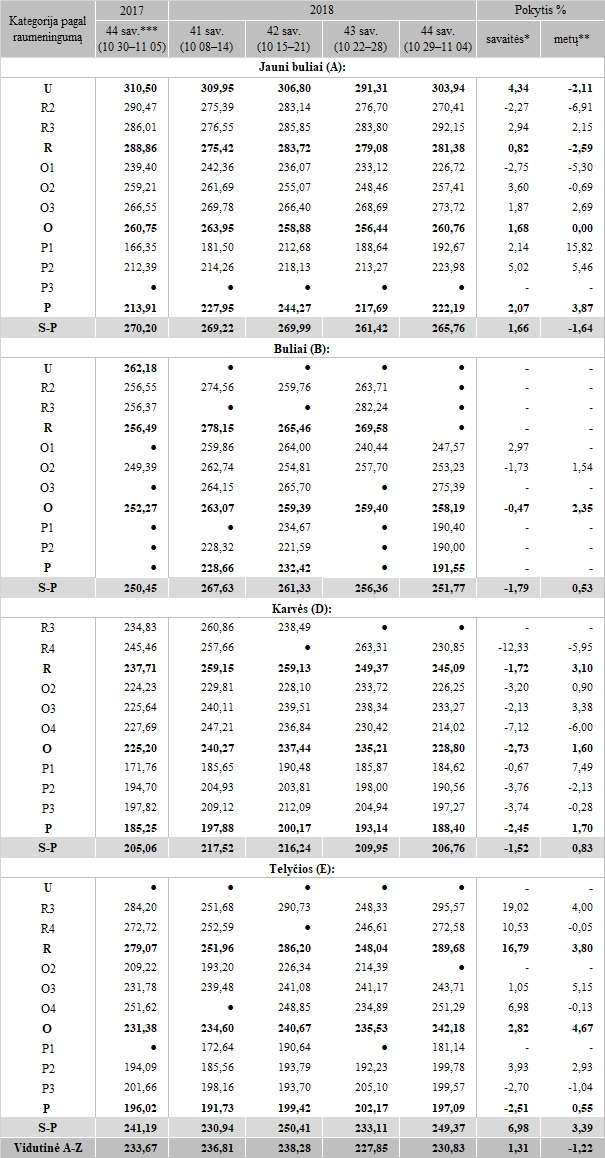 Kategorija pagal raumeningumą 2017 2018 Pokytis %
44 sav.*** (10 30–11 05) 41 sav. (10 08–14) 42 sav. (10 15–21) 43 sav. (10 22–28) 44 sav. (10 29–11 04) savaitės* metų**
Jauni buliai (A):
U 310,50 309,95 306,80 291,31 303,94 4,34 -2,11
R2 290,47 275,39 283,14 276,70 270,41 -2,27 -6,91
R3 286,01 276,55 285,85 283,80 292,15 2,94 2,15
R 288,86 275,42 283,72 279,08 281,38 0,82 -2,59
O1 239,40 242,36 236,07 233,12 226,72 -2,75 -5,30
O2 259,21 261,69 255,07 248,46 257,41 3,60 -0,69
O3 266,55 269,78 266,40 268,69 273,72 1,87 2,69
O 260,75 263,95 258,88 256,44 260,76 1,68 0,00
P1 166,35 181,50 212,68 188,64 192,67 2,14 15,82
P2 212,39 214,26 218,13 213,27 223,98 5,02 5,46
P3 ● ● ● ● ● - -
P 213,91 227,95 244,27 217,69 222,19 2,07 3,87
S-P 270,20 269,22 269,99 261,42 265,76 1,66 -1,64
Buliai (B):
U 262,18 ● ● ● ● - -
R2 256,55 274,56 259,76 263,71 ● - -
R3 256,37 ● ● 282,24 ● - -
R 256,49 278,15 265,46 269,58 ● - -
O1 ● 259,86 264,00 240,44 247,57 2,97 -
O2 249,39 262,74 254,81 257,70 253,23 -1,73 1,54
O3 ● 264,15 265,70 ● 275,39 - -
O 252,27 263,07 259,39 259,40 258,19 -0,47 2,35
P1 ● ● 234,67 ● 190,40 - -
P2 ● 228,32 221,59 ● 190,00 - -
P ● 228,66 232,42 ● 191,55 - -
S-P 250,45 267,63 261,33 256,36 251,77 -1,79 0,53
Karvės (D):
R3 234,83 260,86 238,49 ● ● - -
R4 245,46 257,66 ● 263,31 230,85 -12,33 -5,95
R 237,71 259,15 259,13 249,37 245,09 -1,72 3,10
O2 224,23 229,81 228,10 233,72 226,25 -3,20 0,90
O3 225,64 240,11 239,51 238,34 233,27 -2,13 3,38
O4 227,69 247,21 236,84 230,42 214,02 -7,12 -6,00
O 225,20 240,27 237,44 235,21 228,80 -2,73 1,60
P1 171,76 185,65 190,48 185,87 184,62 -0,67 7,49
P2 194,70 204,93 203,81 198,00 190,56 -3,76 -2,13
P3 197,82 209,12 212,09 204,94 197,27 -3,74 -0,28
P 185,25 197,88 200,17 193,14 188,40 -2,45 1,70
S-P 205,06 217,52 216,24 209,95 206,76 -1,52 0,83
Telyčios (E):
U ● ● ● ● ● - -
R3 284,20 251,68 290,73 248,33 295,57 19,02 4,00
R4 272,72 252,59 ● 246,61 272,58 10,53 -0,05
R 279,07 251,96 286,20 248,04 289,68 16,79 3,80
O2 209,22 193,20 226,34 214,39 ● - -
O3 231,78 239,48 241,08 241,17 243,71 1,05 5,15
O4 251,62 ● 248,85 234,89 251,29 6,98 -0,13
O 231,38 234,60 240,67 235,53 242,18 2,82 4,67
P1 ● 172,64 190,64 ● 181,14 - -
P2 194,09 185,56 193,79 192,23 199,78 3,93 2,93
P3 201,66 198,16 193,70 205,10 199,57 -2,70 -1,04
P 196,02 191,73 199,42 202,17 197,09 -2,51 0,55
S-P 241,19 230,94 250,41 233,11 249,37 6,98 3,39
Vidutinė A-Z 233,67 236,81 238,28 227,85 230,83 1,31 -1,22